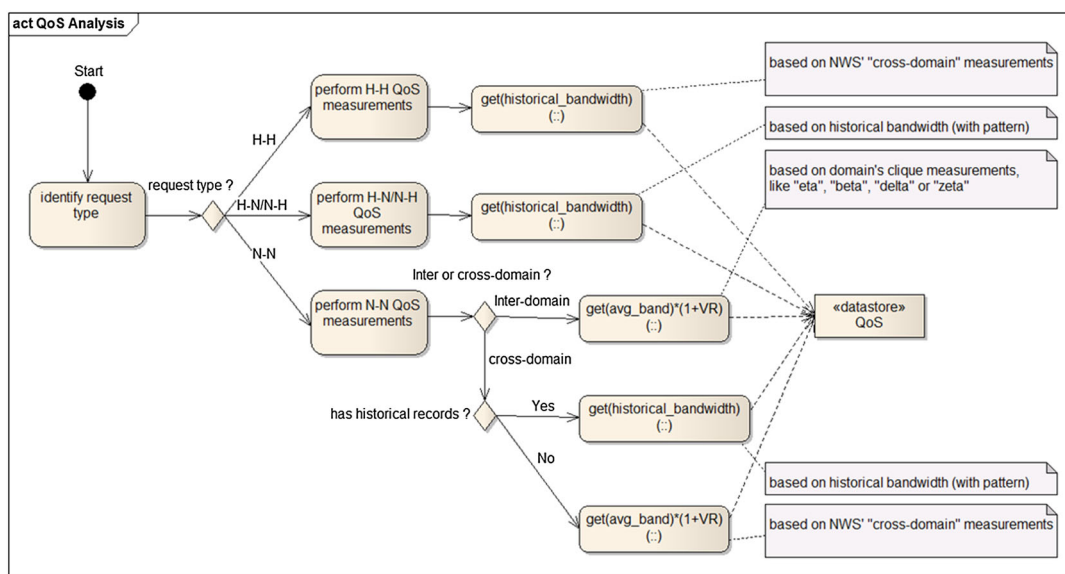 act QoS Analysis
Start
identify request
type
request type ?
H-H
H-N/N-H
N-N
perform H-H QoS
measurements
get(historical_bandwidth)
(::)
based on NWS' "cross-domain" measurements
perform H-N/N-H
QoS
measurements
get(historical_bandwidth)
(::)
based on historical bandwidth (with pattern)
based on domain's clique measurements,
like "eta", "beta", "delta" or "zeta"
perform N-N QoS
measurements
Inter or cross-domain ?
Inter-domain
get(avg_band)*(1+VR)
(::)
«datastore»
QoS
cross-domain
has historical records ?
Yes
get(historical_bandwidth)
(::)
based on historical bandwidth (with pattern)
No
get(avg_band)*(1+VR)
(::)
based on NWS' "cross-domain" measurements